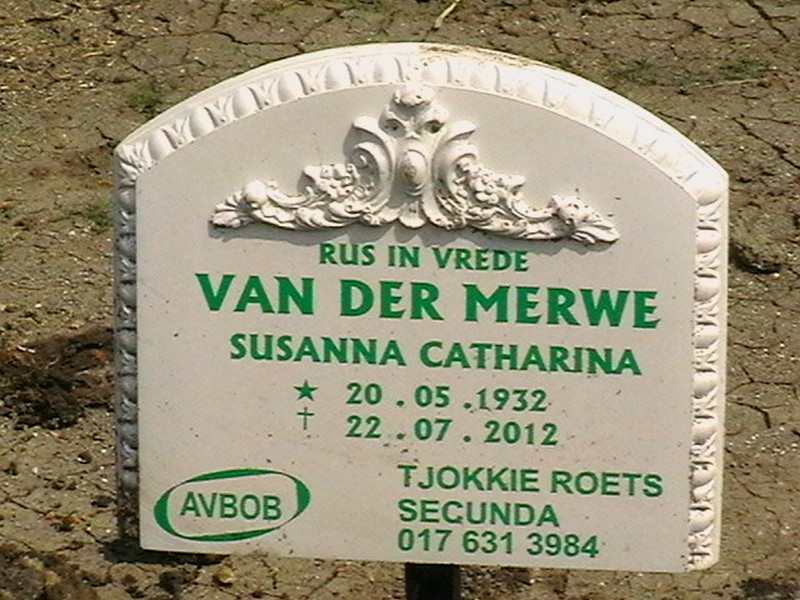 RUS IN VREDE
VAN DER MERWE
SUSANNA CATHARINA
★ 20 . 05 . 1932
† 22 . 07 . 2012
AVBOB
TJOKKIE ROETS
SECUNDA
017 631 3984